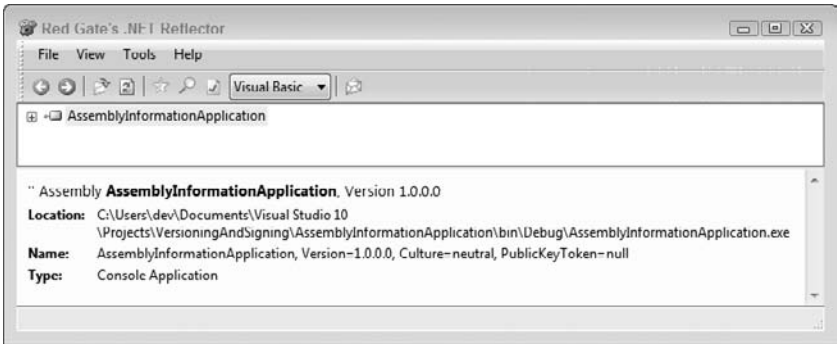 Red Gate's .NET Reflector
File View Tools Help
Visual Basic
AssemblyInformationApplication
" Assembly AssemblyInformationApplication, Version 1.0.0.0
Location: C:\Users\dev\Documents\Visual Studio 10
\Projects\VersioningAndSigning\AssemblyInformationApplication\bin\Debug\AssemblyInformationApplication.exe
Name: AssemblyInformationApplication, Version=1.0.0.0, Culture=neutral, PublicKeyToken=null
Type: Console Application